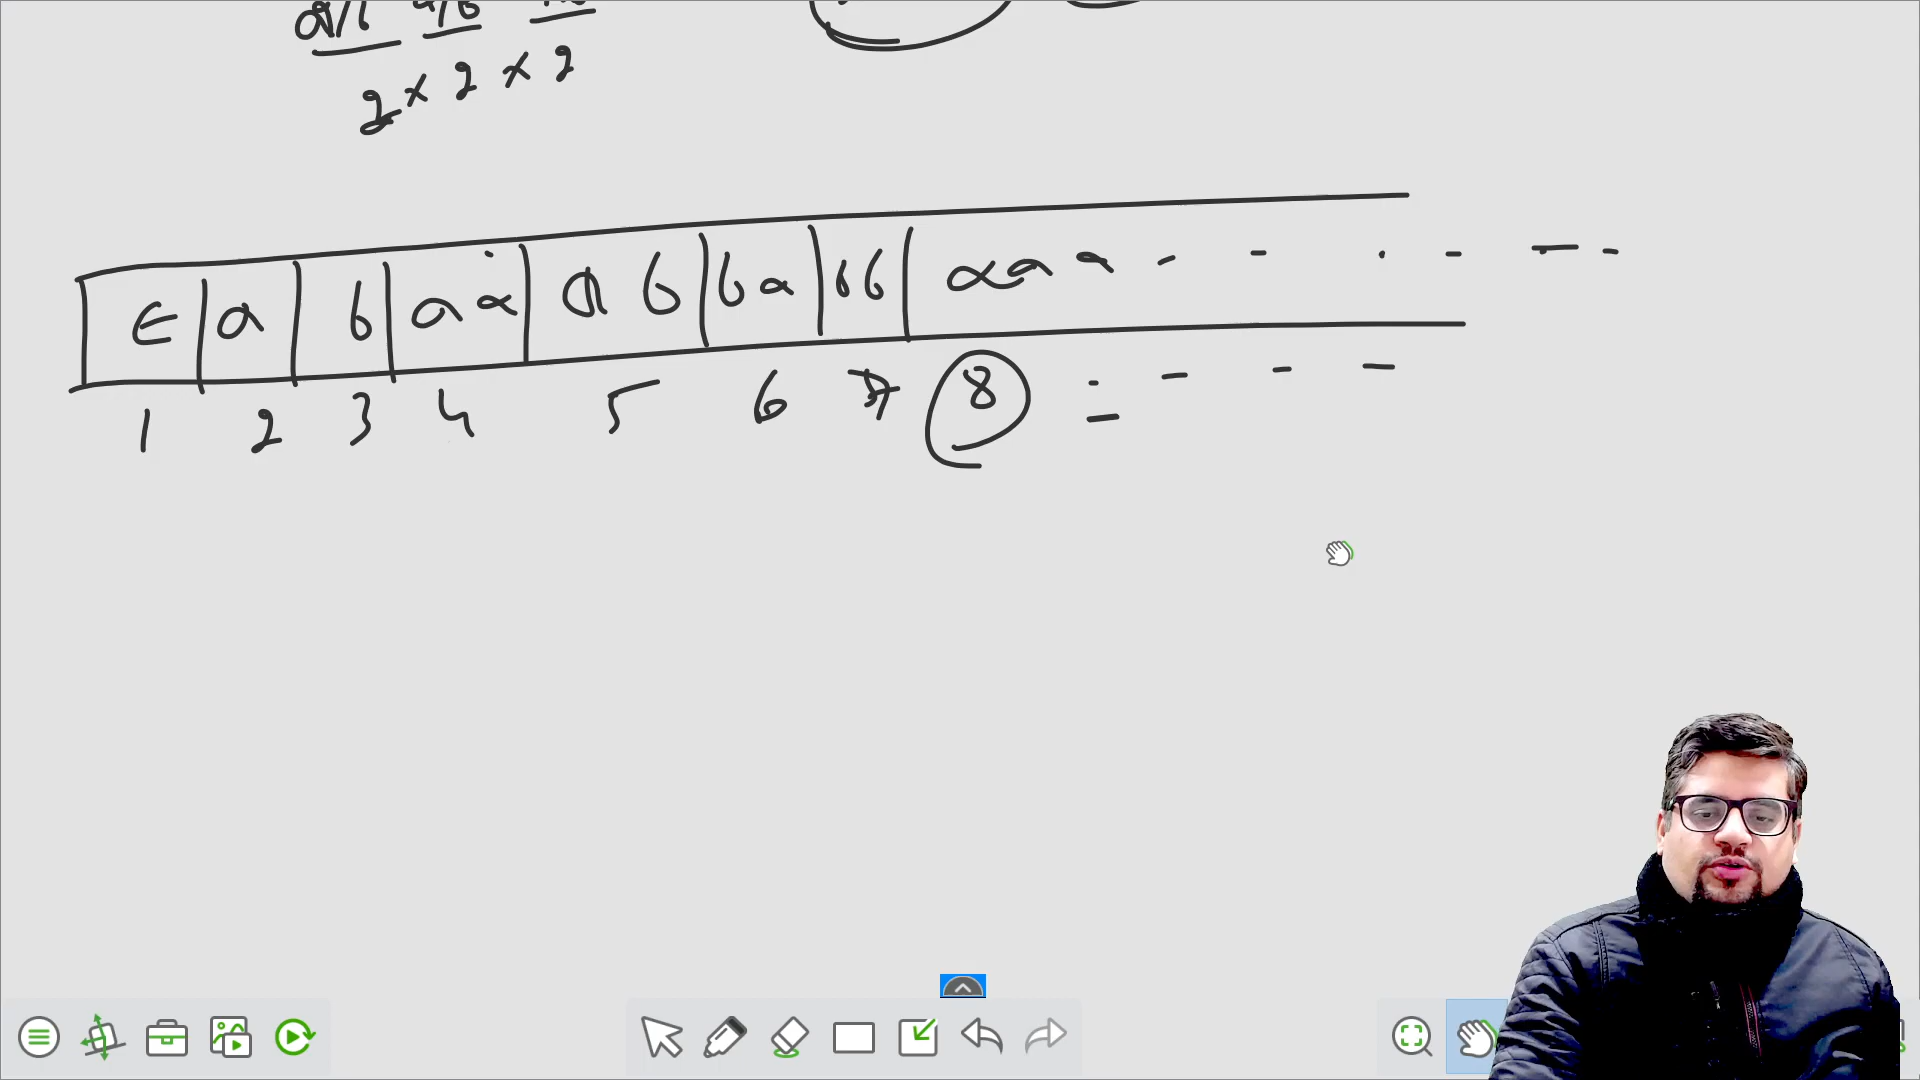 a/b a/b
2 × 2 × 2
ϵ a b aa ab ba bb aaa - - . - - -
1 2 3 4 5 6 7 8 - - - -